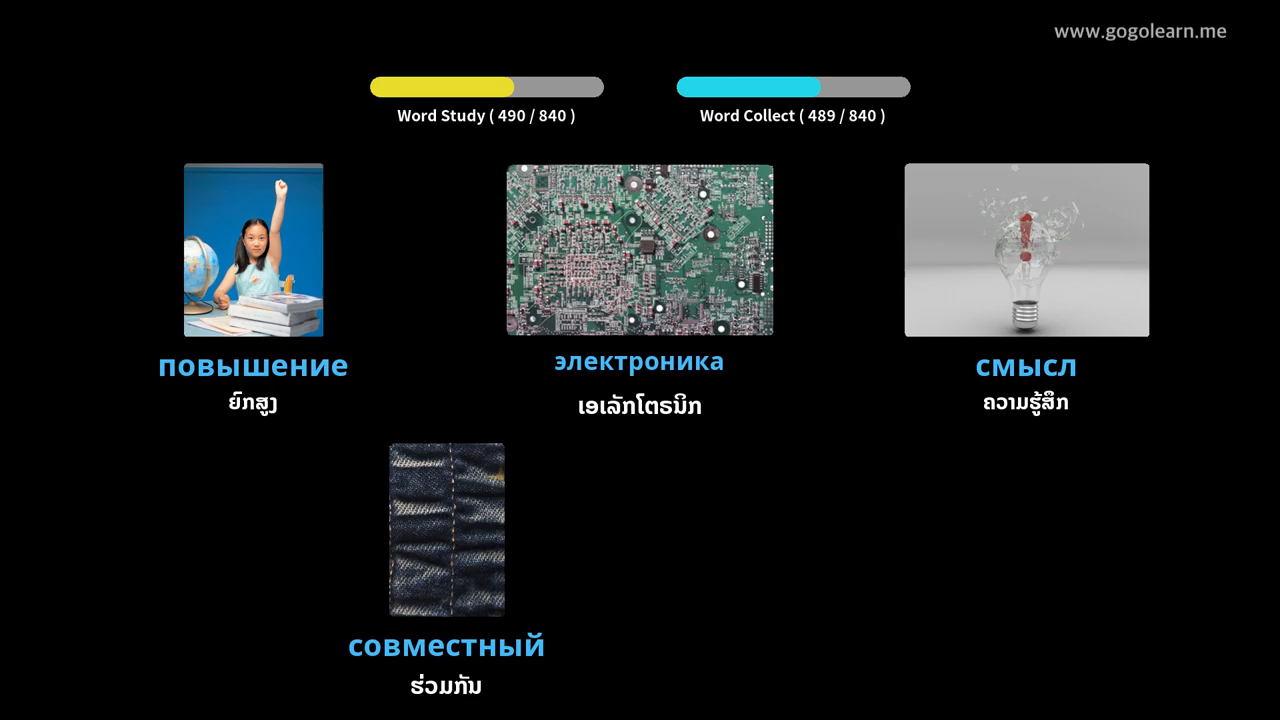 www.gogolearn.me
Word Study ( 490 / 840 )
Word Collect ( 489 / 840 )
повышение
ยົກສູງ
электроника
ເອເລັກໂຕຣນິກ
смысл
ຄວາມຮູ້ສຶກ
совместный
ຮ່ວມກັນ